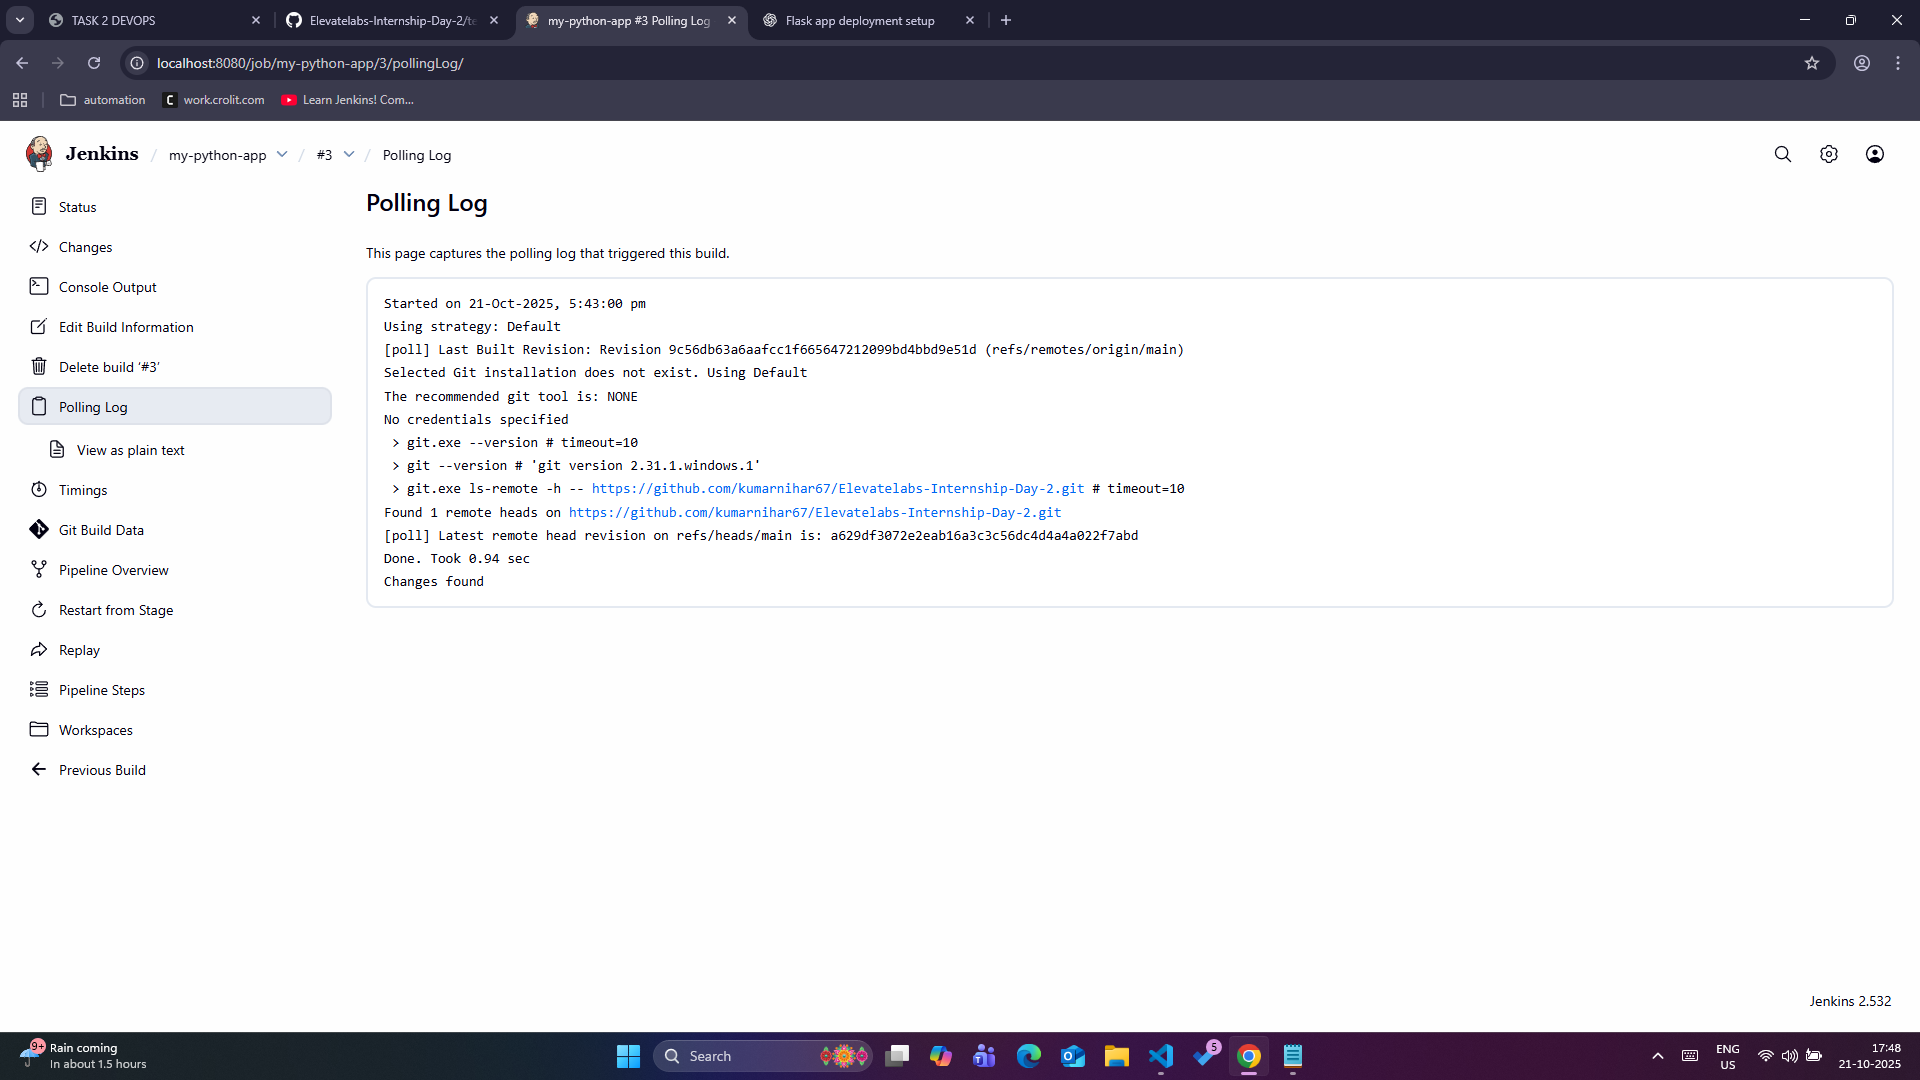 TASK 2 DEVOPS
Elevatelabs-Internship-Day-2/te
my-python-app #3 Polling Log
Flask app deployment setup
localhost:8080/job/my-python-app/3/pollingLog/
automation
work.crolit.com
Learn Jenkins! Com...
Jenkins / my-python-app / #3 / Polling Log
Status
Changes
Console Output
Edit Build Information
Delete build ‘#3’
Polling Log
View as plain text
Timings
Git Build Data
Pipeline Overview
Restart from Stage
Replay
Pipeline Steps
Workspaces
Previous Build
Polling Log
This page captures the polling log that triggered this build.
Started on 21-Oct-2025, 5:43:00 pm
Using strategy: Default
[poll] Last Built Revision: Revision 9c56db63a6aafcc1f665647212099bd4bbd9e51d (refs/remotes/origin/main)
Selected Git installation does not exist. Using Default
The recommended git tool is: NONE
No credentials specified
> git.exe --version # timeout=10
> git --version # 'git version 2.31.1.windows.1'
> git.exe ls-remote -h -- https://github.com/kumarnihar67/Elevatelabs-Internship-Day-2.git # timeout=10
Found 1 remote heads on https://github.com/kumarnihar67/Elevatelabs-Internship-Day-2.git
[poll] Latest remote head revision on refs/heads/main is: a629df3072e2eab16a3c3c56dc4d4a4a022f7abd
Done. Took 0.94 sec
Changes found
Jenkins 2.532
9+
Rain coming
In about 1.5 hours
Search
5
ENG
US
17:48
21-10-2025